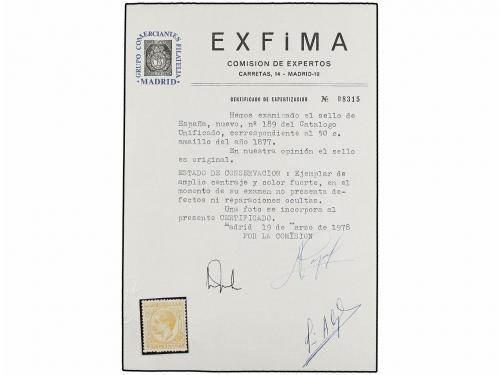 GRUPO COMERCIANTES FILATELIA
MADRID
EXFiMA
COMISION DE EXPERTOS
CARRETAS, 14 - MADRID-12
CERTIFICADO DE EXPERTIZACION № 08315
Hemos examinado el sello de
España, nuevo, nº 189 del Catalogo
Unificado, correspondiente al 50 c.
amaillo del año 1877.
En nuestra opinión el sello
es original.
ESTADO DE CONSERVACION : Ejemplar de
amplio centraje y color fuerte, en el
momento de su examen no presenta de-
fectos ni reparaciones ocultas.
Una foto se incorpora al
presente CERTIFICADO.
Madrid 19 de Marzo de 1978
POR LA COMISION